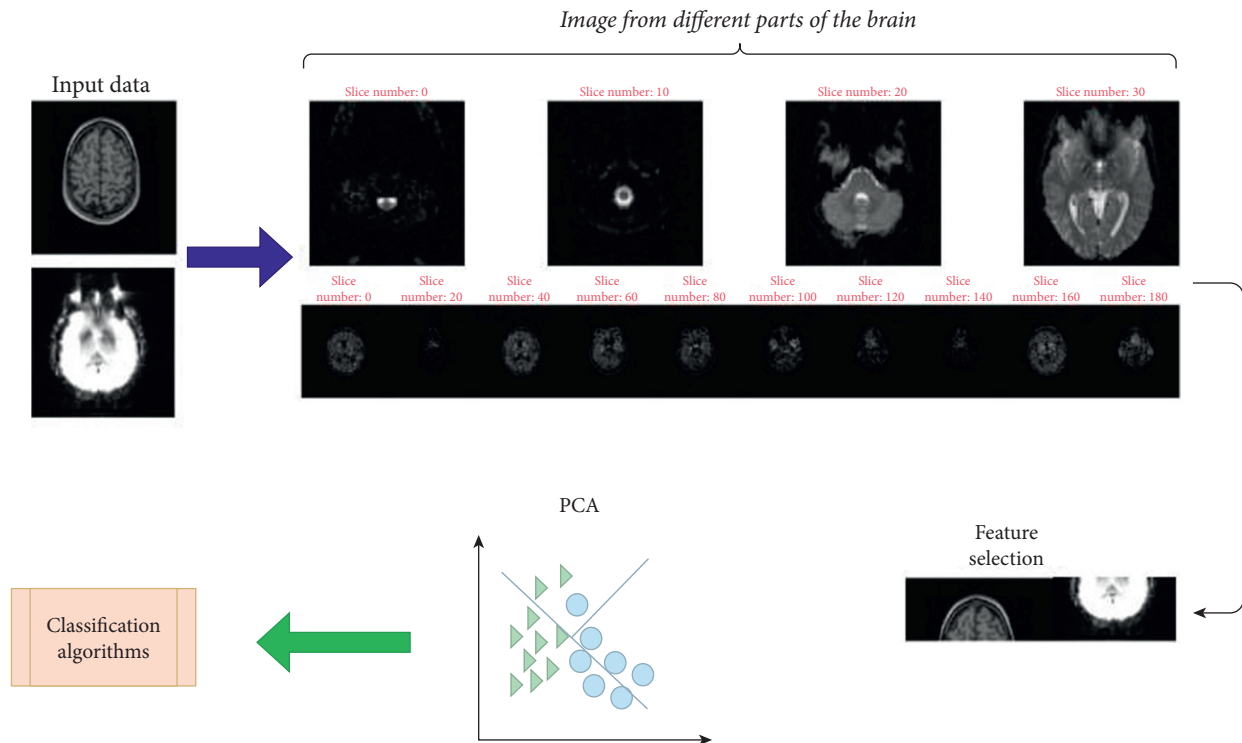 Image from different parts of the brain
Input data
Slice number: 0
Slice number: 10
Slice number: 20
Slice number: 30
Slice
number: 0
Slice
number: 20
Slice
number: 40
Slice
number: 60
Slice
number: 80
Slice
number: 100
Slice
number: 120
Slice
number: 140
Slice
number: 160
Slice
number: 180
PCA
Feature
selection
Classification
algorithms